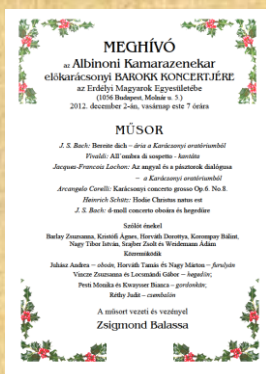 MEGHÍVÓ
az Albinoni Kamarazenekar
előkarácsonyi BAROKK KONCERTJÉRE
az Erdélyi Magyarok Egyesületébe
(1056 Budapest, Molnár u. 5.)
2012. december 2-án, vasárnap este 7 órára
MŰSOR
J. S. Bach: Bereite dich – ária a Karácsonyi oratóriumból
Vivaldi: All'ombra di sospetto - kantáta
Jacques-Francois Lochon: Az angyal és a pásztorok dialógusa
– a Karácsonyi oratóriumból
Arcangelo Corelli: Karácsonyi concerto grosso Op.6. No.8.
Heinrich Schütz: Hodie Christus natus est
J. S. Bach: d-moll concerto oboára és hegedűre
Szólót énekel
Barlay Zsuzsanna, Kristófi Ágnes, Horváth Dorottya, Korompay Bálint,
Nagy Tibor István, Szajber Zsolt és Weidemann Ádám
Közreműködik
Juhász Andrea – oboán, Horváth Tamás és Nagy Márton – furulyán
Vincze Zsuzsanna és Locsmándi Gábor – hegedűn;
Pesti Monika és Kwaysser Bianca – gordonkán;
Réthy Judit – csembalón
A műsort vezeti és vezényel
Zsigmond Balassa